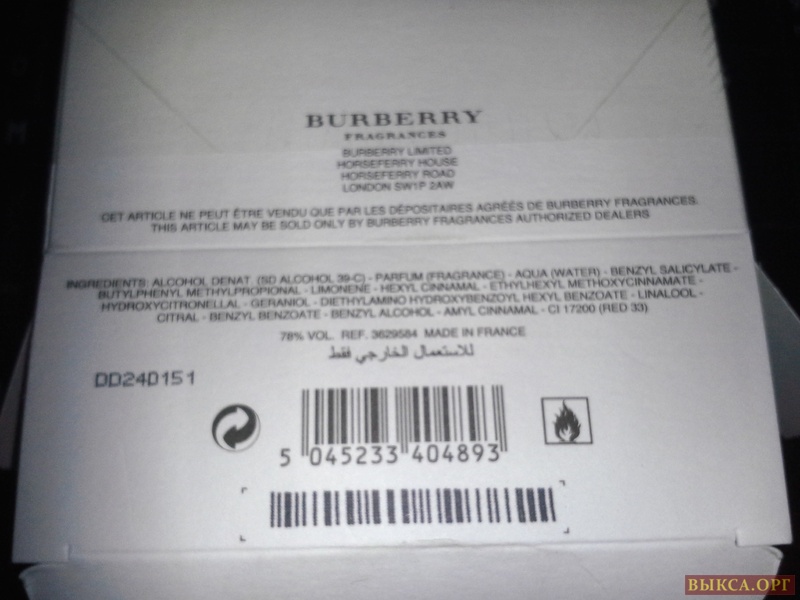 BURBERRY
FRAGRANCES
BURBERRY LIMITED
HORSEFERRY HOUSE
HORSEFERRY ROAD
LONDON SW1P 2AW
CET ARTICLE NE PEUT ÊTRE VENDU QUE PAR LES DÉPOSITAIRES AGRÉÉS DE BURBERRY FRAGRANCES.
THIS ARTICLE MAY BE SOLD ONLY BY BURBERRY FRAGRANCES AUTHORIZED DEALERS
INGREDIENTS: ALCOHOL DENAT (SD ALCOHOL 39-C) - PARFUM (FRAGRANCE) - AQUA (WATER) - BENZYL SALICYLATE -
BUTYLPHENYL METHYLPROPIONAL - LIMONENE - HEXYL CINNAMAL - ETHYLHEXYL METHOXYCINNAMATE -
HYDROXYCITRONELLAL - GERANIOL - DIETHYLAMINO HYDROXYBENZOYL HEXYL BENZOATE - LINALOOL -
CITRAL - BENZYL BENZOATE - BENZYL ALCOHOL - AMYL CINNAMAL - CI 17200 (RED 33)
78% VOL. REF. 3629584 MADE IN FRANCE
للاستعمال الخارجي فقط
DD24D151
5 045233 404893
ВЫКСА.ОРГ